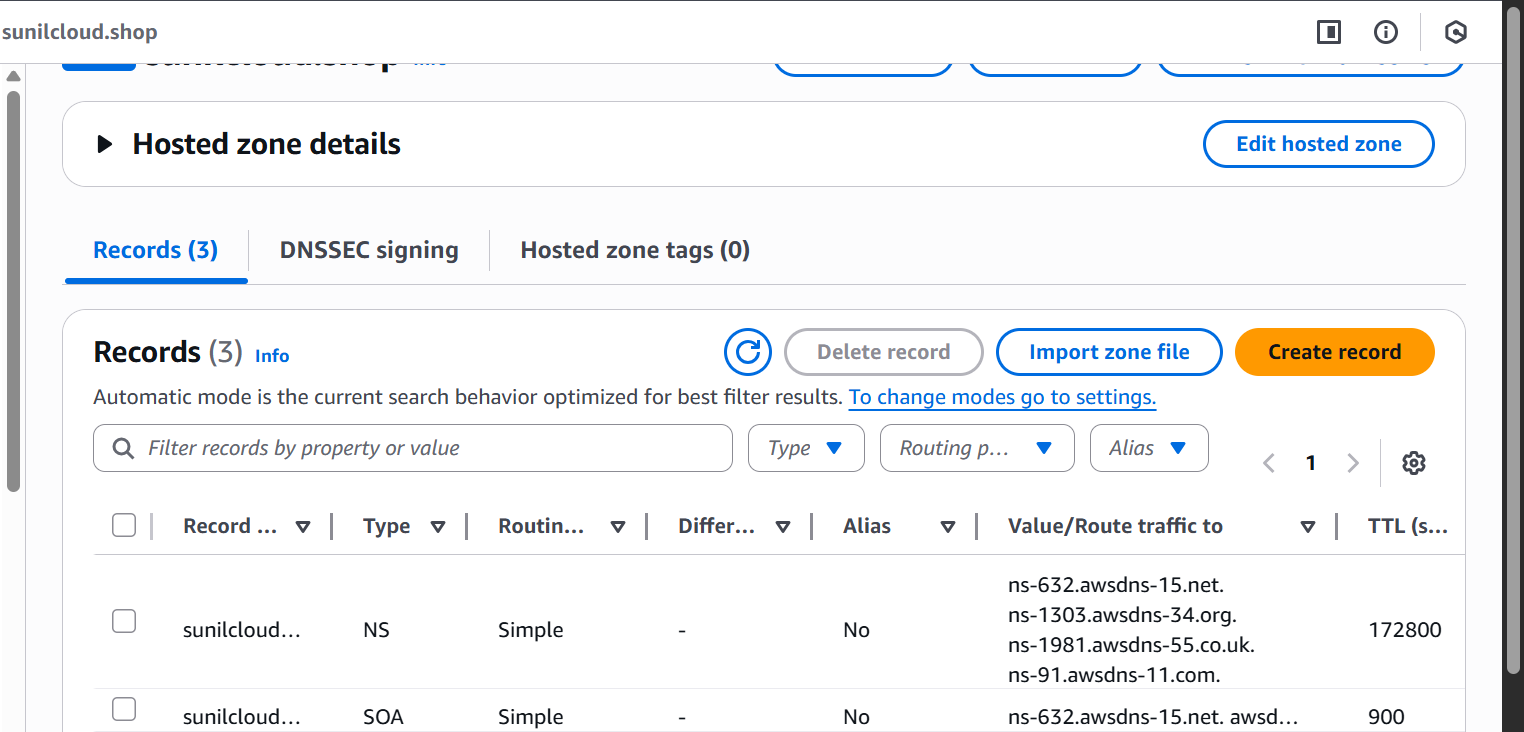 sunilcloud.shop
Hosted zone details
Edit hosted zone
Records (3)
DNSSEC signing
Hosted zone tags (0)
Records (3) Info
Delete record
Import zone file
Create record
Automatic mode is the current search behavior optimized for best filter results. To change modes go to settings.
Filter records by property or value
Type
Routing p...
Alias
1
Record ...
Type
Routin...
Differ...
Alias
Value/Route traffic to
TTL (s...
sunilcloud...
NS
Simple
-
No
ns-632.awsdns-15.net.
ns-1303.awsdns-34.org.
ns-1981.awsdns-55.co.uk.
ns-91.awsdns-11.com.
172800
sunilcloud...
SOA
Simple
-
No
ns-632.awsdns-15.net. awsd...
900